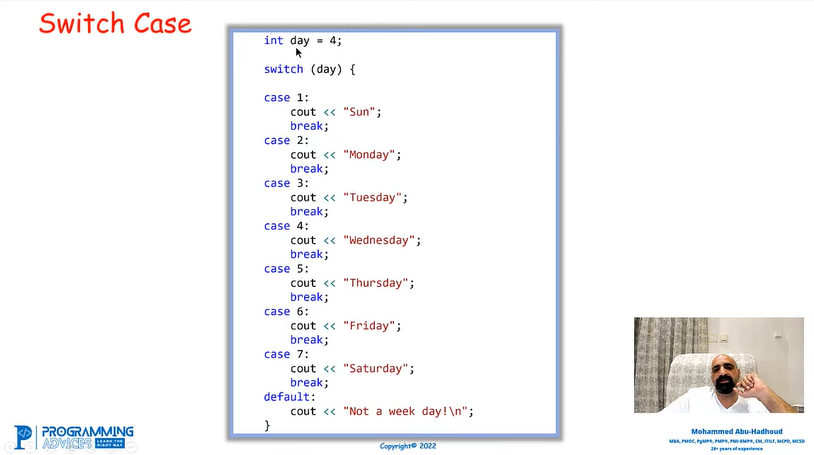 Switch Case
int day = 4;
switch (day) {
case 1:
cout << "Sun";
break;
case 2:
cout << "Monday";
break;
case 3:
cout << "Tuesday";
break;
case 4:
cout << "Wednesday";
break;
case 5:
cout << "Thursday";
break;
case 6:
cout << "Friday";
break;
case 7:
cout << "Saturday";
break;
default:
cout << "Not a week day!\n";
}
PROGRAMMING
ADVICES LEARN THE RIGHT WAY
Copyright© 2022
Mohammed Abu-Hadhoud
MBA, PMOC, PgMP®, PMP®, PMI-RMP®, CM, ITILF, MCPD, MCSD
26+ years of experience